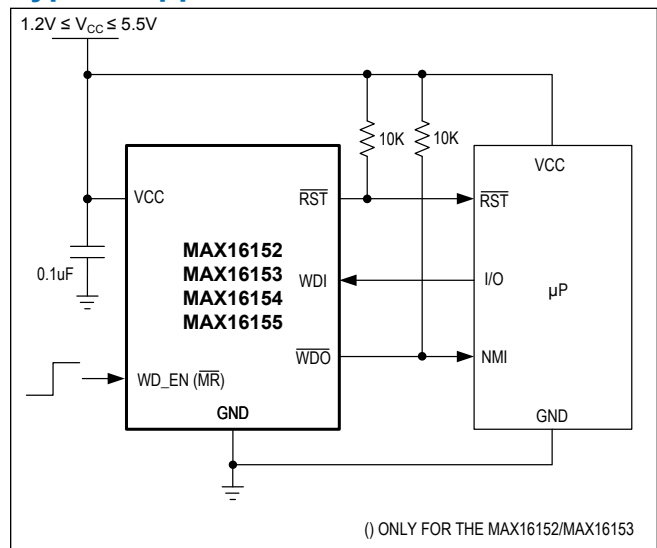 1.2V ≤ VCC ≤ 5.5V
10K
10K
VCC
VCC
RST
RST
MAX16152
MAX16153
MAX16154
MAX16155
0.1uF
WDI
I/O
µP
WDO
NMI
WD_EN (MR)
GND
GND
() ONLY FOR THE MAX16152/MAX16153